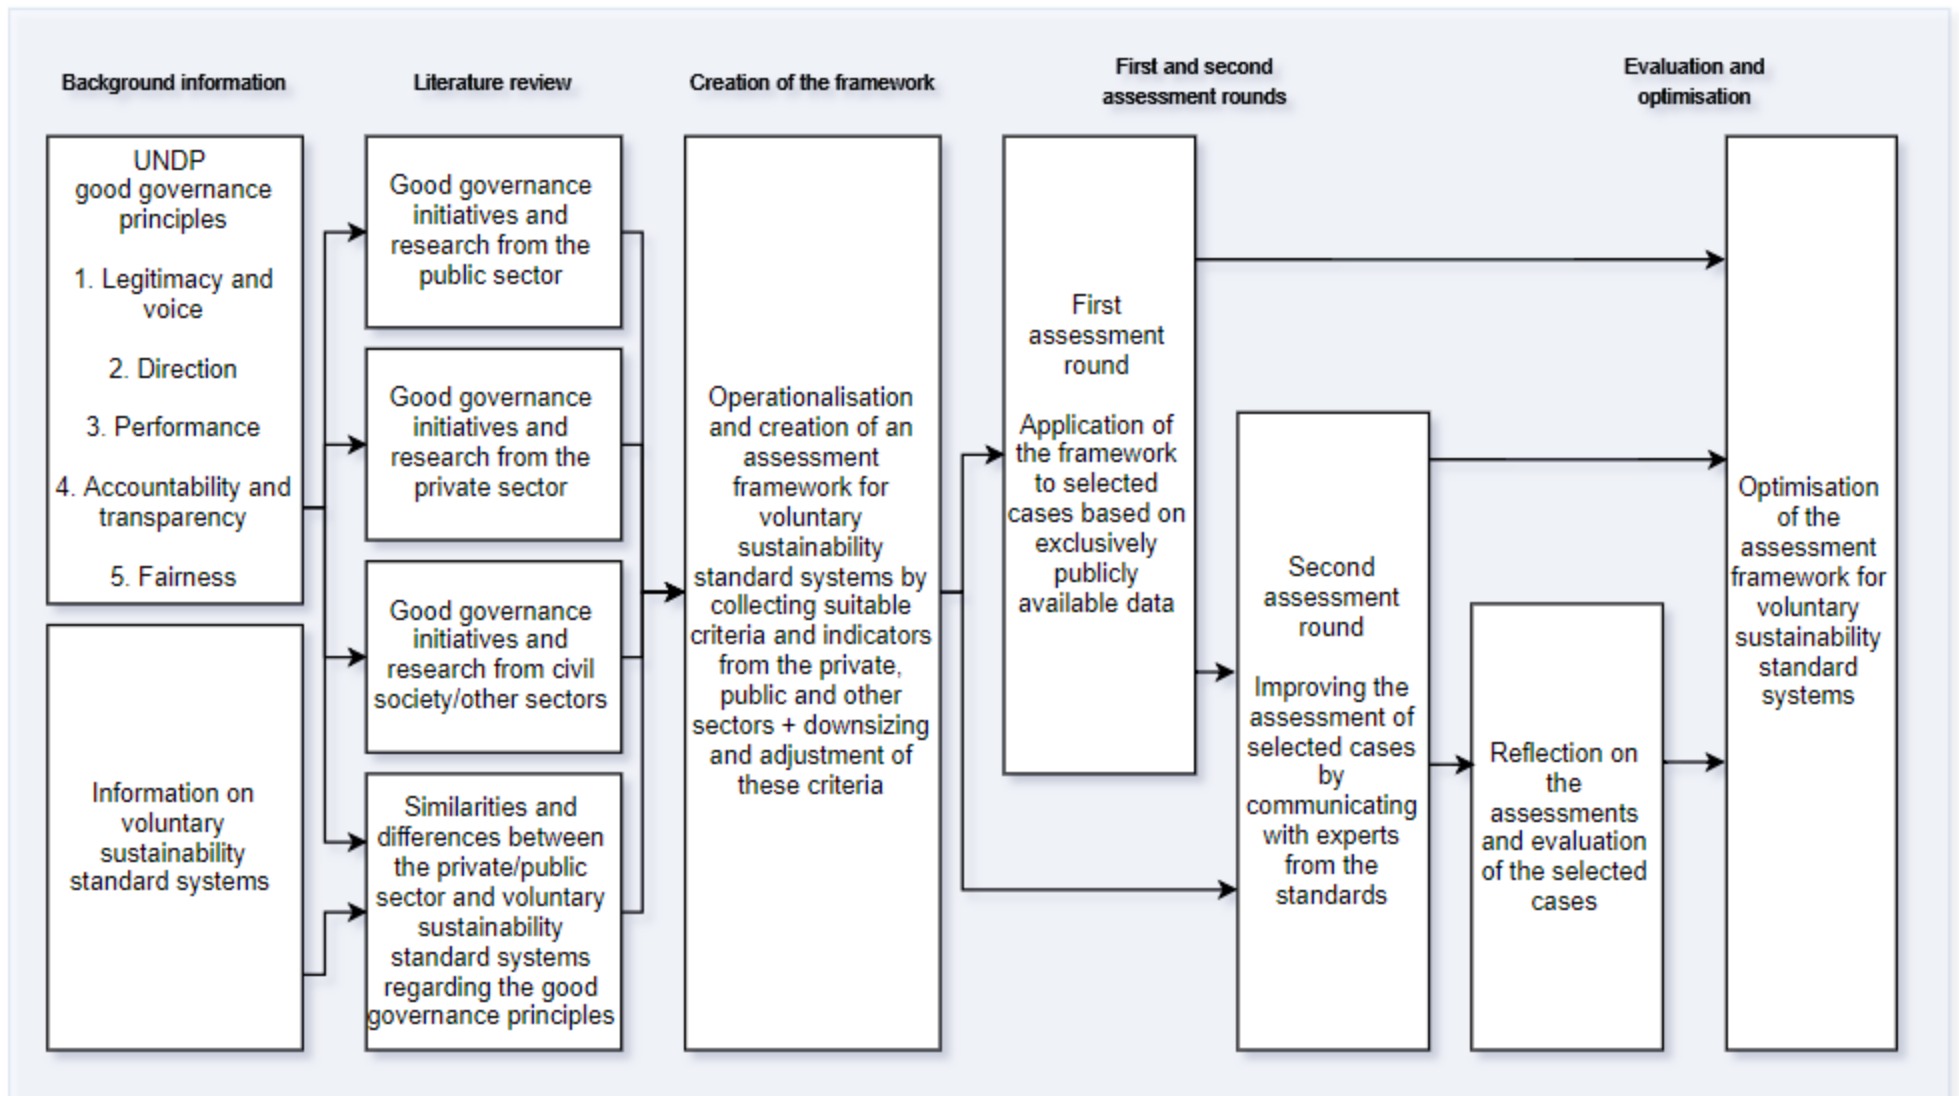 Background information
Literature review
Creation of the framework
First and second
assessment rounds
Evaluation and
optimisation
UNDP
good governance
principles
1. Legitimacy and
voice
2. Direction
3. Performance
4. Accountability and
transparency
5. Fairness
Information on
voluntary
sustainability
standard systems
Good governance
initiatives and
research from the
public sector
Good governance
initiatives and
research from the
private sector
Good governance
initiatives and
research from civil
society/other sectors
Similarities and
differences between
the private/public
sector and voluntary
sustainability
standard systems
regarding the good
governance principles
Operationalisation
and creation of an
assessment
framework for
voluntary
sustainability
standard systems by
collecting suitable
criteria and indicators
from the private,
public and other
sectors + downsizing
and adjustment of
these criteria
First
assessment
round
Application of
the framework
to selected
cases based on
exclusively
publicly
available data
Second
assessment
round
Improving the
assessment of
selected cases
by
communicating
with experts
from the
standards
Reflection on
the
assessments
and evaluation
of the selected
cases
Optimisation
of the
assessment
framework for
voluntary
sustainability
standard
systems